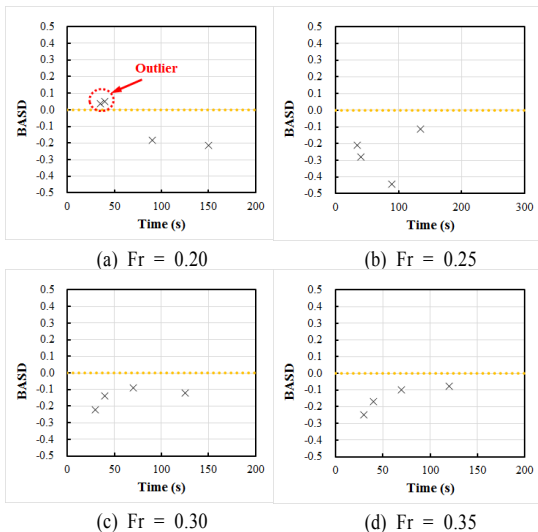 0.5
0.4
0.3
0.2
0.1
0.0
-0.1
-0.2
-0.3
-0.4
-0.5
BASD
Outlier
0 50 100 150 200
Time (s)
(a) Fr = 0.20
0.5
0.4
0.3
0.2
0.1
0.0
-0.1
-0.2
-0.3
-0.4
-0.5
BASD
0 100 200 300
Time (s)
(b) Fr = 0.25
0.5
0.4
0.3
0.2
0.1
0.0
-0.1
-0.2
-0.3
-0.4
-0.5
BASD
0 50 100 150 200
Time (s)
(c) Fr = 0.30
0.5
0.4
0.3
0.2
0.1
0.0
-0.1
-0.2
-0.3
-0.4
-0.5
BASD
0 50 100 150 200
Time (s)
(d) Fr = 0.35